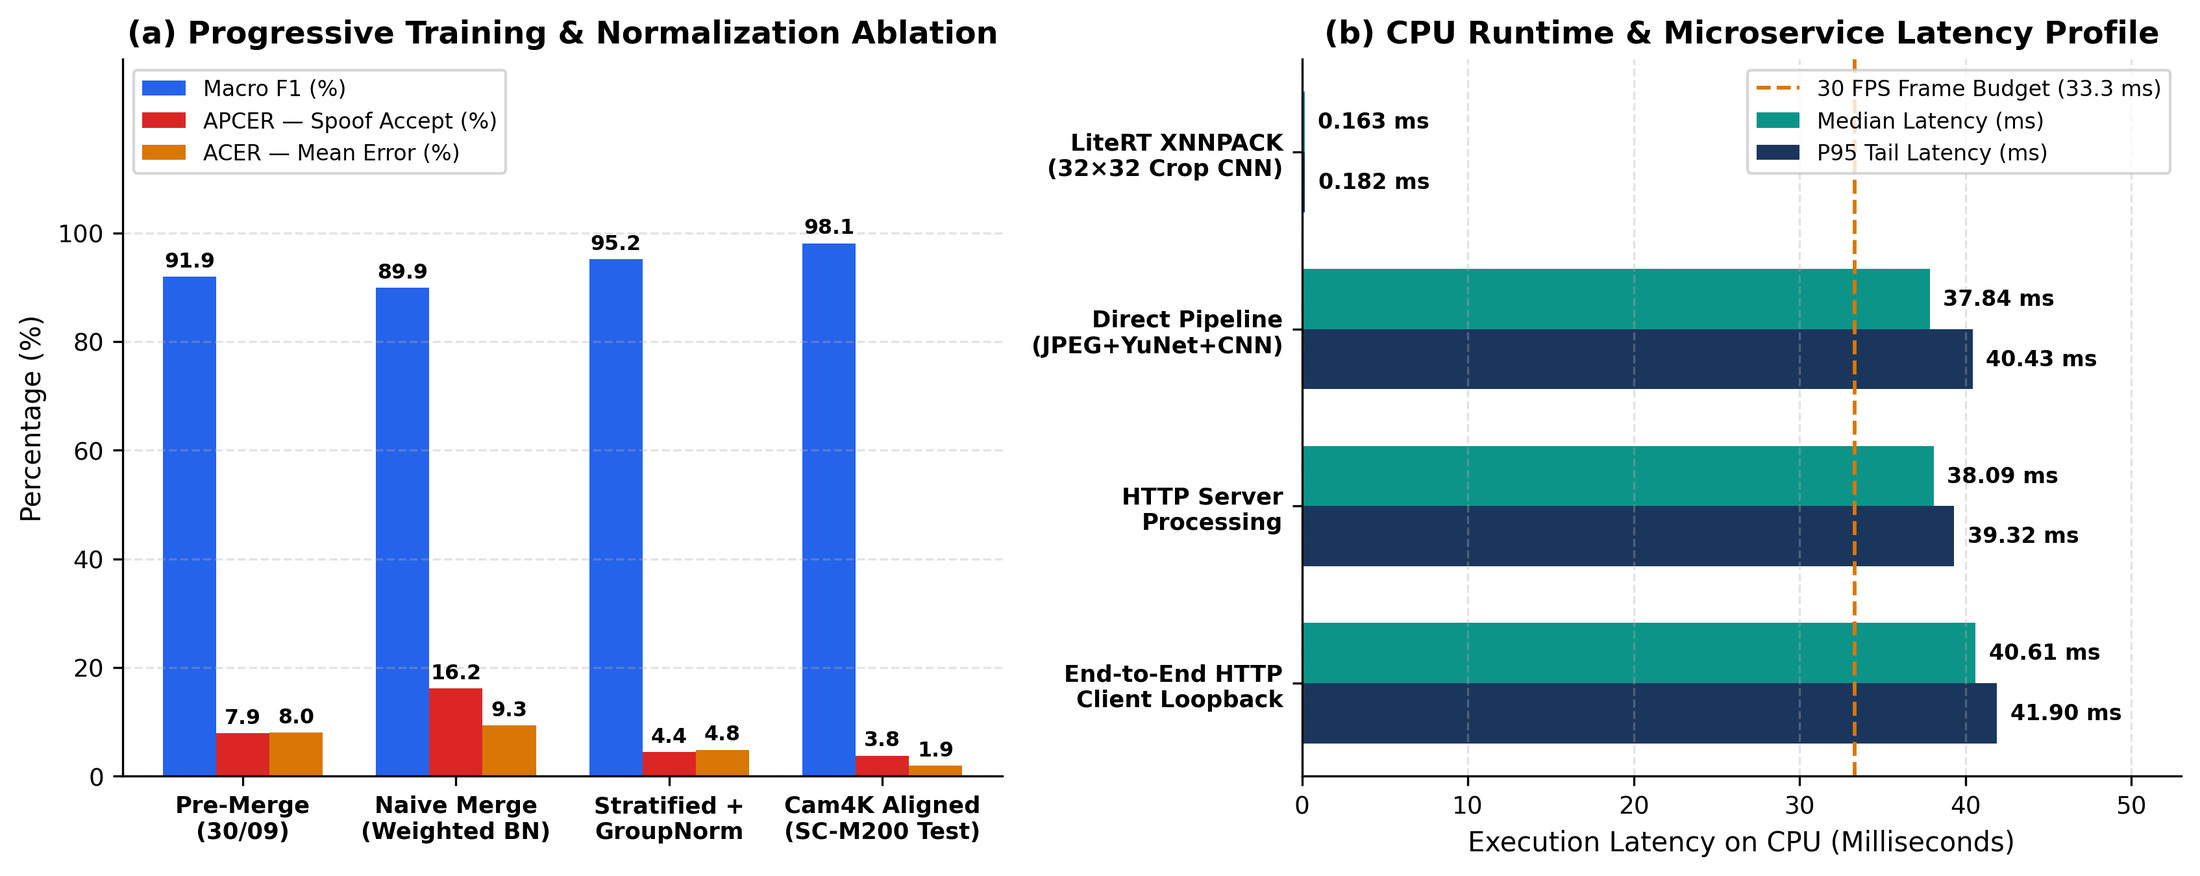 (a) Progressive Training & Normalization Ablation
Macro F1 (%)
APCER — Spoof Accept (%)
ACER — Mean Error (%)
Percentage (%)
100
80
60
40
20
0
91.9
7.9
8.0
89.9
16.2
9.3
95.2
4.4
4.8
98.1
3.8
1.9
Pre-Merge
(30/09)
Naive Merge
(Weighted BN)
Stratified +
GroupNorm
Cam4K Aligned
(SC-M200 Test)
(b) CPU Runtime & Microservice Latency Profile
30 FPS Frame Budget (33.3 ms)
Median Latency (ms)
P95 Tail Latency (ms)
LiteRT XNNPACK
(32×32 Crop CNN)
0.163 ms
0.182 ms
Direct Pipeline
(JPEG+YuNet+CNN)
37.84 ms
40.43 ms
HTTP Server
Processing
38.09 ms
39.32 ms
End-to-End HTTP
Client Loopback
40.61 ms
41.90 ms
0
10
20
30
40
50
Execution Latency on CPU (Milliseconds)